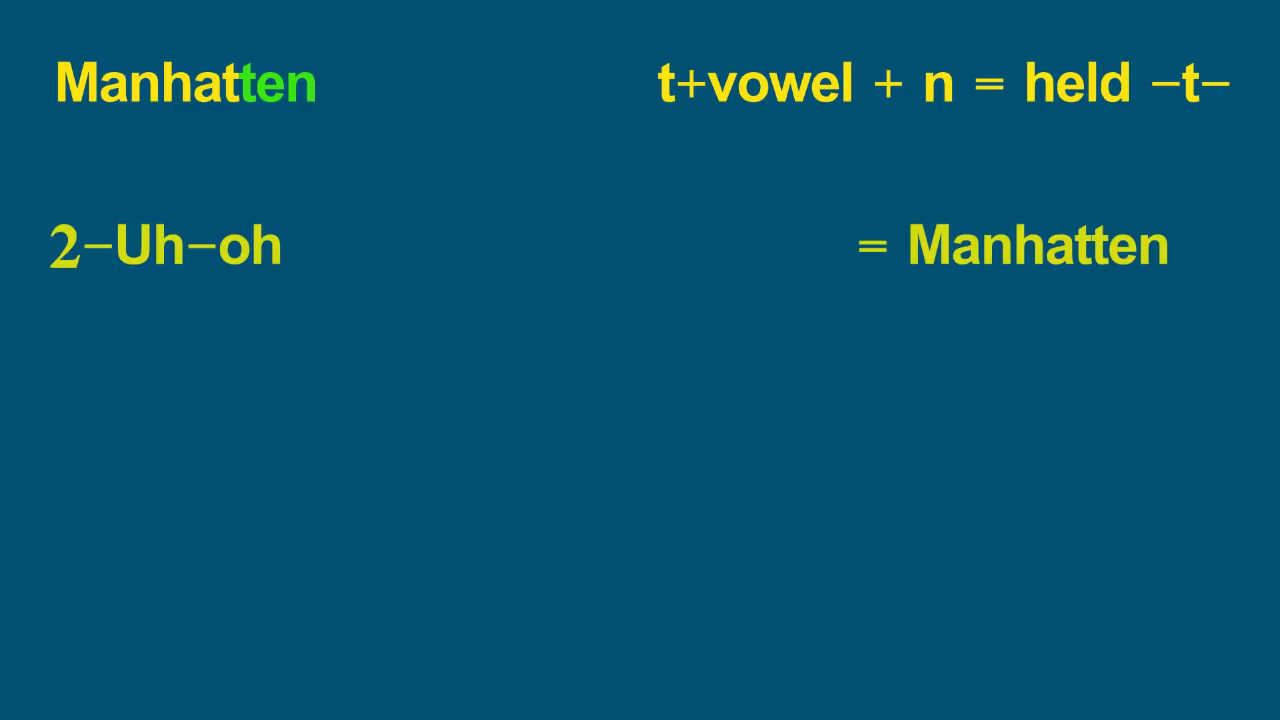 Manhatten t+vowel + n = held –t–
2–Uh–oh = Manhatten